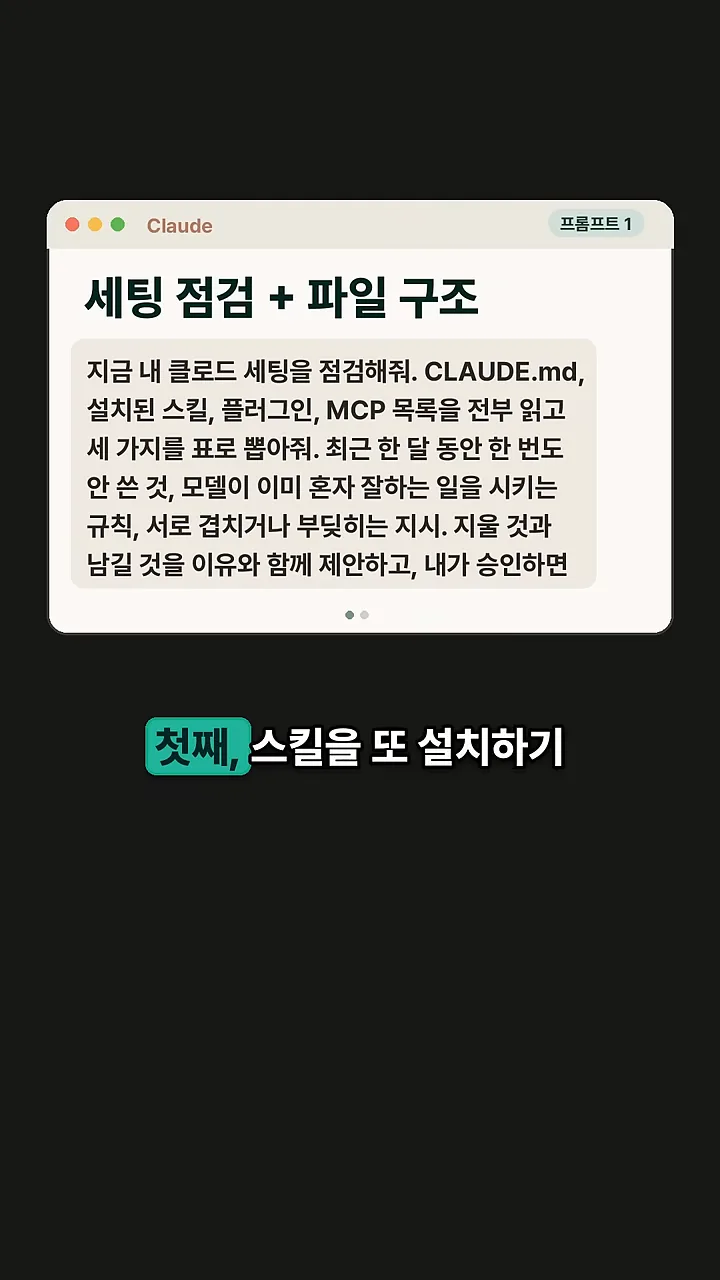 Claude
프롬프트 1
세팅 점검 + 파일 구조
지금 내 클로드 세팅을 점검해줘. CLAUDE.md,
설치된 스킬, 플러그인, MCP 목록을 전부 읽고
세 가지를 표로 뽑아줘. 최근 한 달 동안 한 번도
안 쓴 것, 모델이 이미 혼자 잘하는 일을 시키는
규칙, 서로 겹치거나 부딪히는 지시. 지울 것과
남길 것을 이유와 함께 제안하고, 내가 승인하면
첫째, 스킬을 또 설치하기